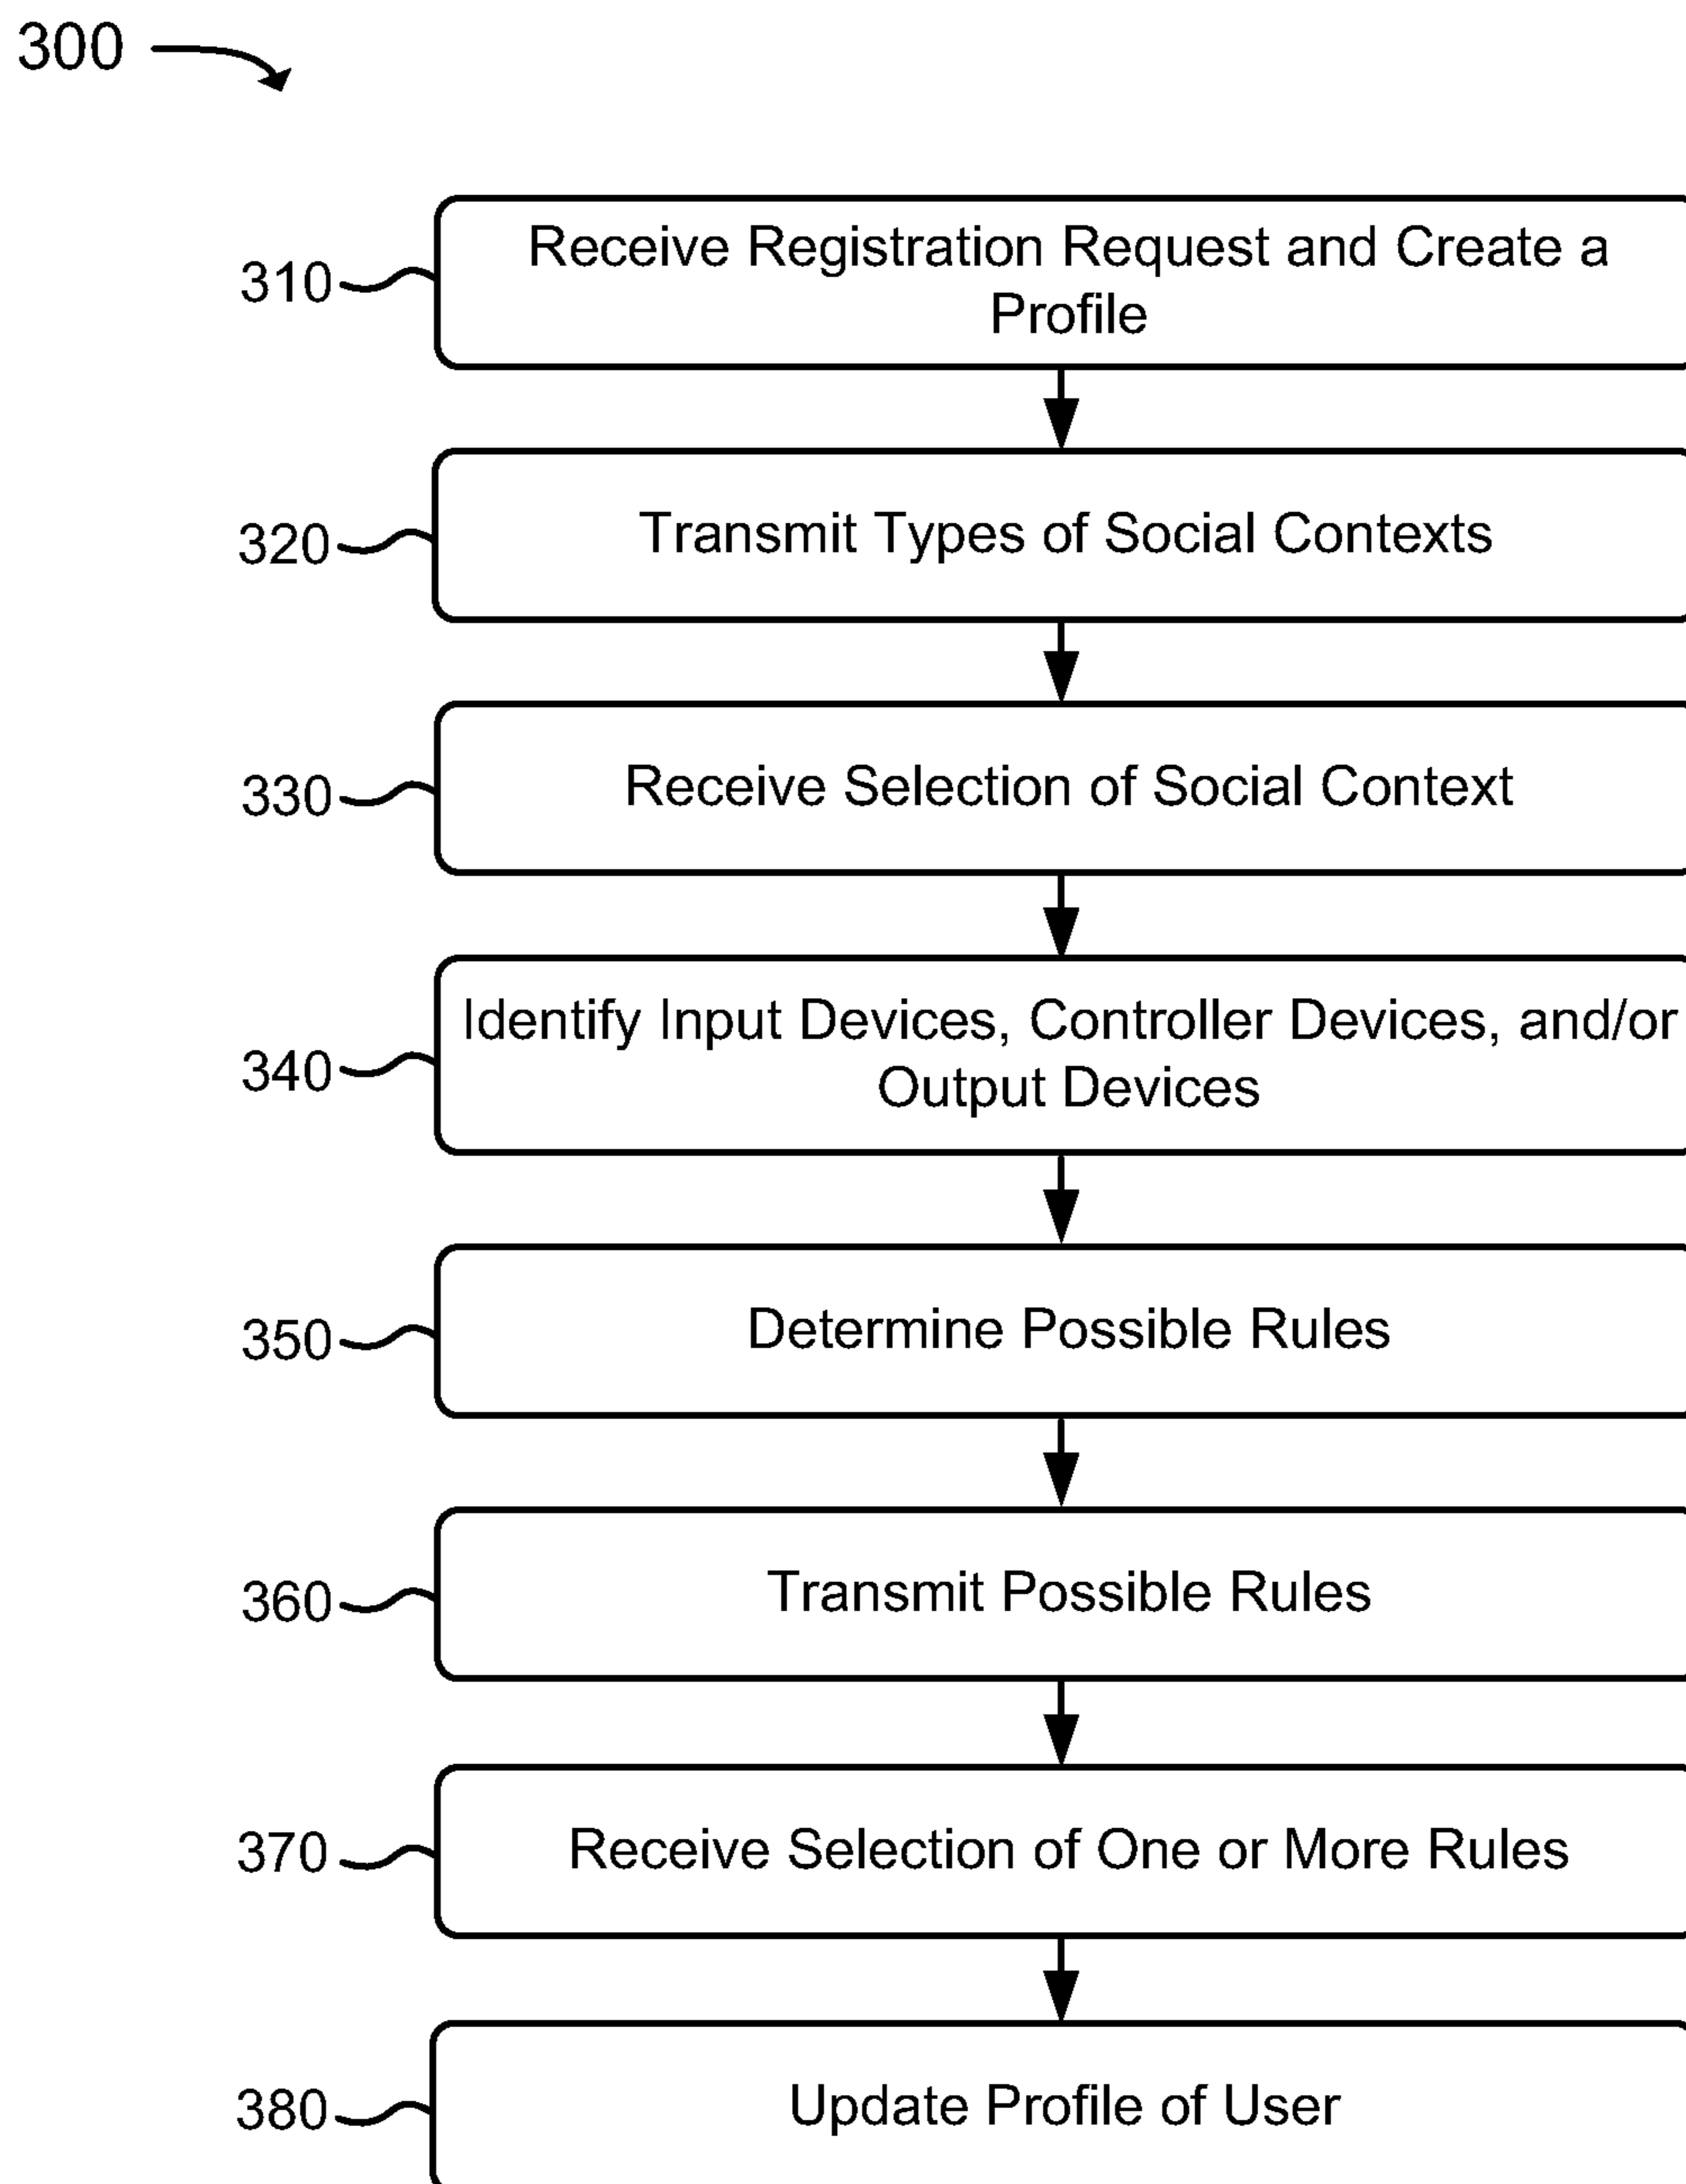 300
310
Receive Registration Request and Create a
Profile
320
Transmit Types of Social Contexts
330
Receive Selection of Social Context
340
Identify Input Devices, Controller Devices, and/or
Output Devices
350
Determine Possible Rules
360
Transmit Possible Rules
370
Receive Selection of One or More Rules
380
Update Profile of User